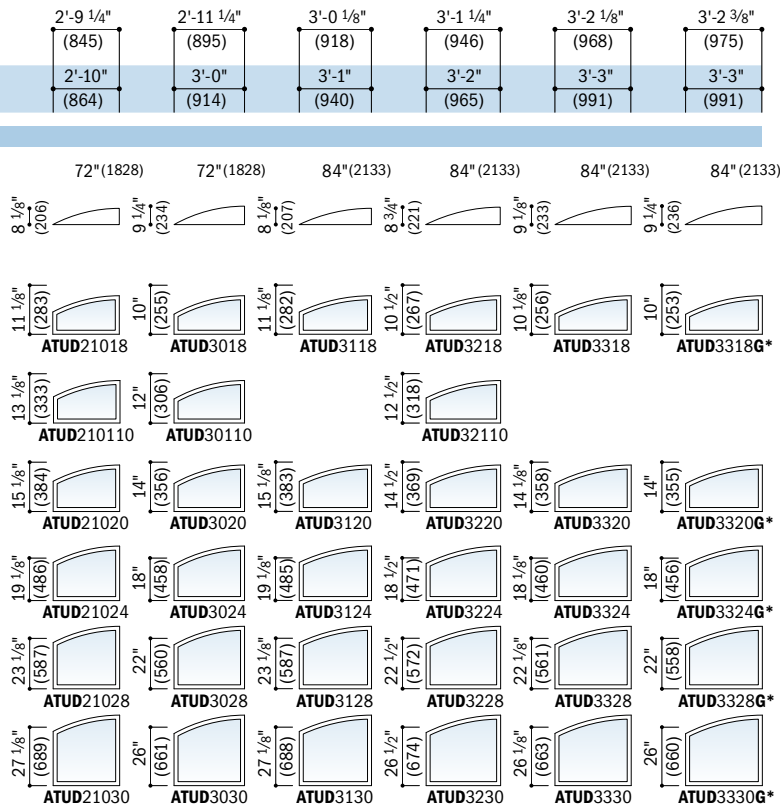 2'-9 1/4" 2'-11 1/4" 3'-0 1/8" 3'-1 1/4" 3'-2 1/8" 3'-2 3/8"
(845) (895) (918) (946) (968) (975)
2'-10" 3'-0" 3'-1" 3'-2" 3'-3" 3'-3"
(864) (914) (940) (965) (991) (991)
72"(1828) 72"(1828) 84"(2133) 84"(2133) 84"(2133) 84"(2133)
8 1/8" 9 1/4" 8 1/8" 8 3/4" 9 1/8" 9 1/4"
(206) (234) (207) (221) (233) (236)
11 1/8" 10" 11 1/8" 10 1/2" 10 1/8" 10"
(283) (255) (282) (267) (256) (253)
ATUD21018 ATUD3018 ATUD3118 ATUD3218 ATUD3318 ATUD3318G*
13 1/8" 12" 12 1/2"
(333) (306) (318)
ATUD210110 ATUD30110 ATUD32110
15 1/8" 14" 15 1/8" 14 1/2" 14 1/8" 14"
(384) (356) (383) (369) (358) (355)
ATUD21020 ATUD3020 ATUD3120 ATUD3220 ATUD3320 ATUD3320G*
19 1/8" 18" 19 1/8" 18 1/2" 18 1/8" 18"
(486) (458) (485) (471) (460) (456)
ATUD21024 ATUD3024 ATUD3124 ATUD3224 ATUD3324 ATUD3324G*
23 1/8" 22" 23 1/8" 22 1/2" 22 1/8" 22"
(587) (560) (587) (572) (561) (558)
ATUD21028 ATUD3028 ATUD3128 ATUD3228 ATUD3328 ATUD3328G*
27 1/8" 26" 27 1/8" 26 1/2" 26 1/8" 26"
(689) (661) (688) (674) (663) (660)
ATUD21030 ATUD3030 ATUD3130 ATUD3230 ATUD3330 ATUD3330G*